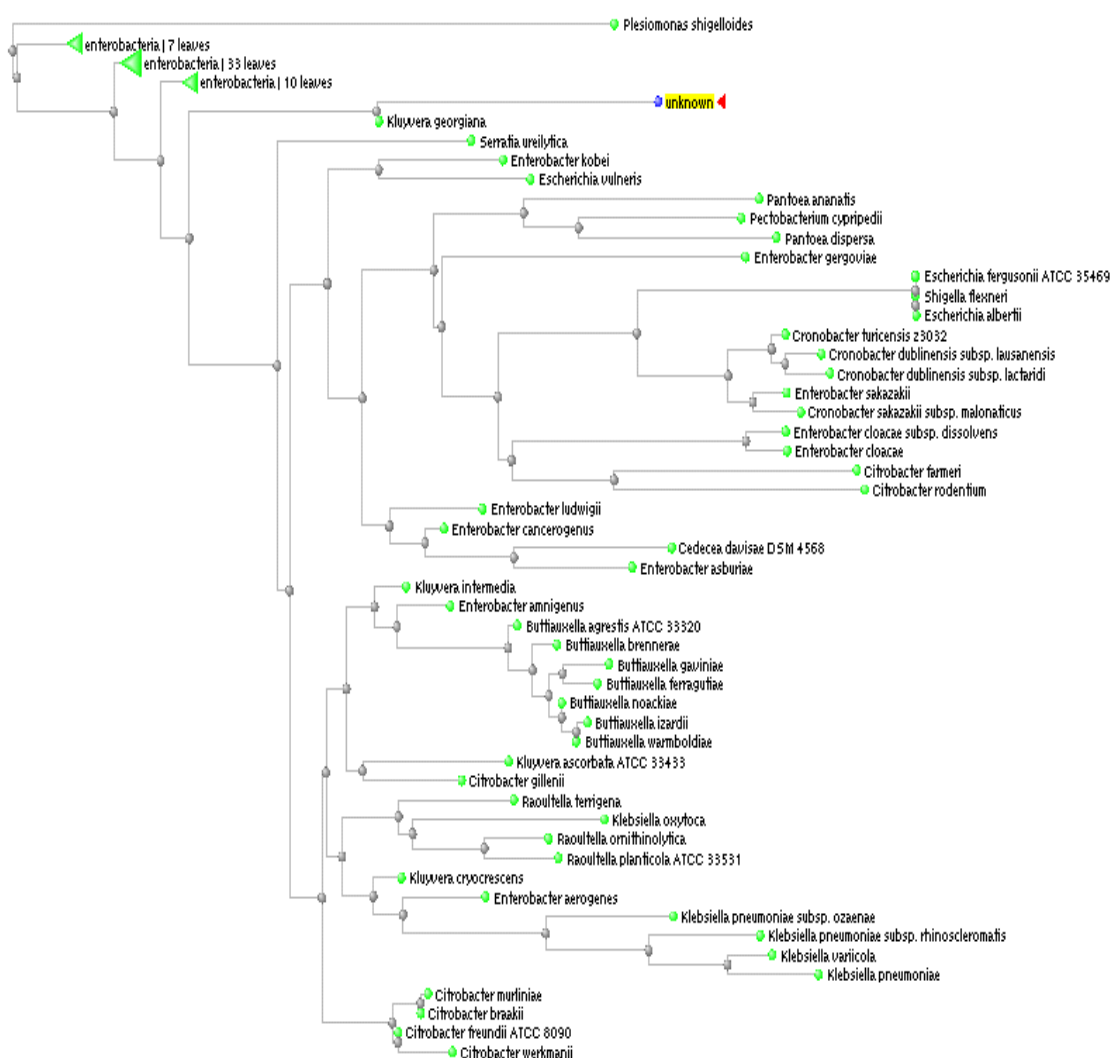 Plesiomonas shigelloides
enterobacteria | 7 leaves
enterobacteria | 33 leaves
enterobacteria | 10 leaves
unknown
Kluyvera georgiana
Serratia ureilytica
Enterobacter kobei
Escherichia vulneris
Pantoea ananatis
Pectobacterium cypripedii
Pantoea dispersa
Enterobacter gergoviae
Escherichia fergusonii ATCC 35469
Shigella flexneri
Escherichia albertii
Cronobacter turicensis z3032
Cronobacter dublinensis subsp. lausanensis
Cronobacter dublinensis subsp. lactaridi
Enterobacter sakazakii
Cronobacter sakazakii subsp. malonaticus
Enterobacter cloacae subsp. dissolvens
Enterobacter cloacae
Citrobacter farmeri
Citrobacter rodentium
Enterobacter ludwigii
Enterobacter cancerogenus
Cedecea davisae DSM 4568
Enterobacter asburiae
Kluyvera intermedia
Enterobacter amnigenus
Buttiauxella agrestis ATCC 33320
Buttiauxella brennerae
Buttiauxella gaviniae
Buttiauxella ferragutiae
Buttiauxella noackiae
Buttiauxella izardii
Buttiauxella warmboldiae
Kluyvera ascorbata ATCC 33433
Citrobacter gillenii
Raoultella terrigena
Klebsiella oxytoca
Raoultella ornithinolytica
Raoultella planticola ATCC 33531
Kluyvera cryocrescens
Enterobacter aerogenes
Klebsiella pneumoniae subsp. ozaenae
Klebsiella pneumoniae subsp. rhinoscleromatis
Klebsiella variicola
Klebsiella pneumoniae
Citrobacter murliniae
Citrobacter braakii
Citrobacter freundii ATCC 8090
Citrobacter werkmanii